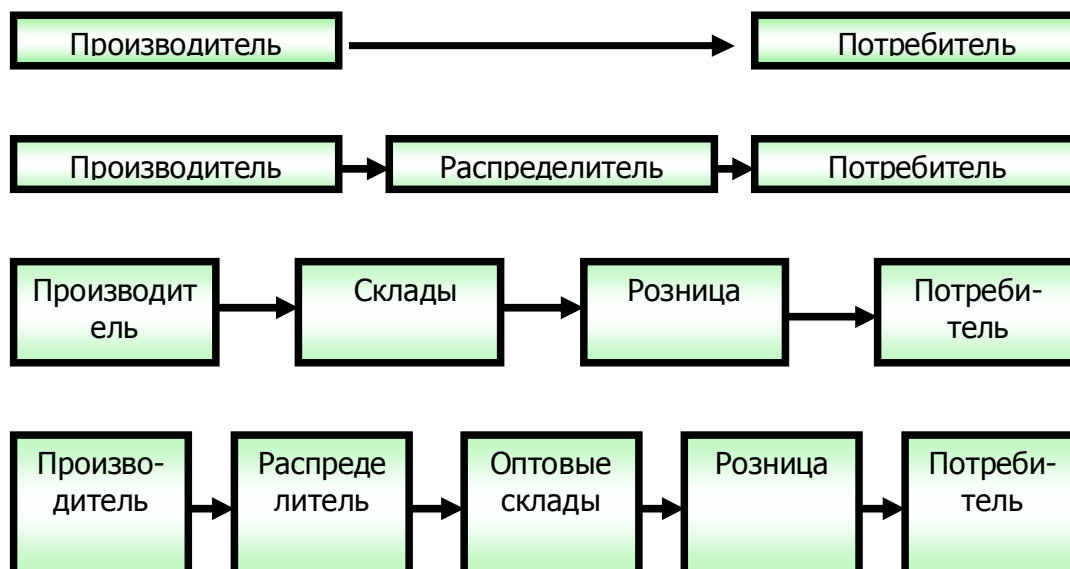 Производитель Потребитель
Производитель Распределитель Потребитель
Производит Склады Розница Потреби-
ель тель
Произво- Распреде Оптовые Розница Потреби-
дитель литель склады тель